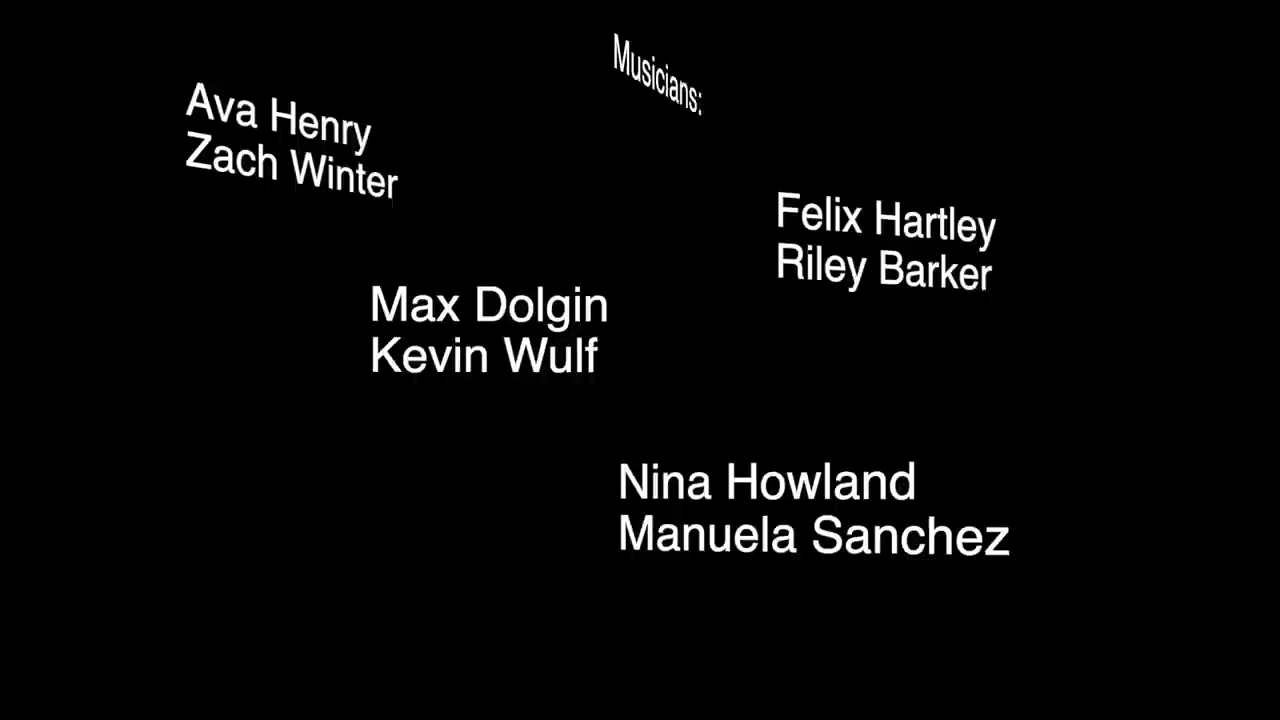 Musicians:
Ava Henry
Zach Winter
Felix Hartley
Riley Barker
Max Dolgin
Kevin Wulf
Nina Howland
Manuela Sanchez